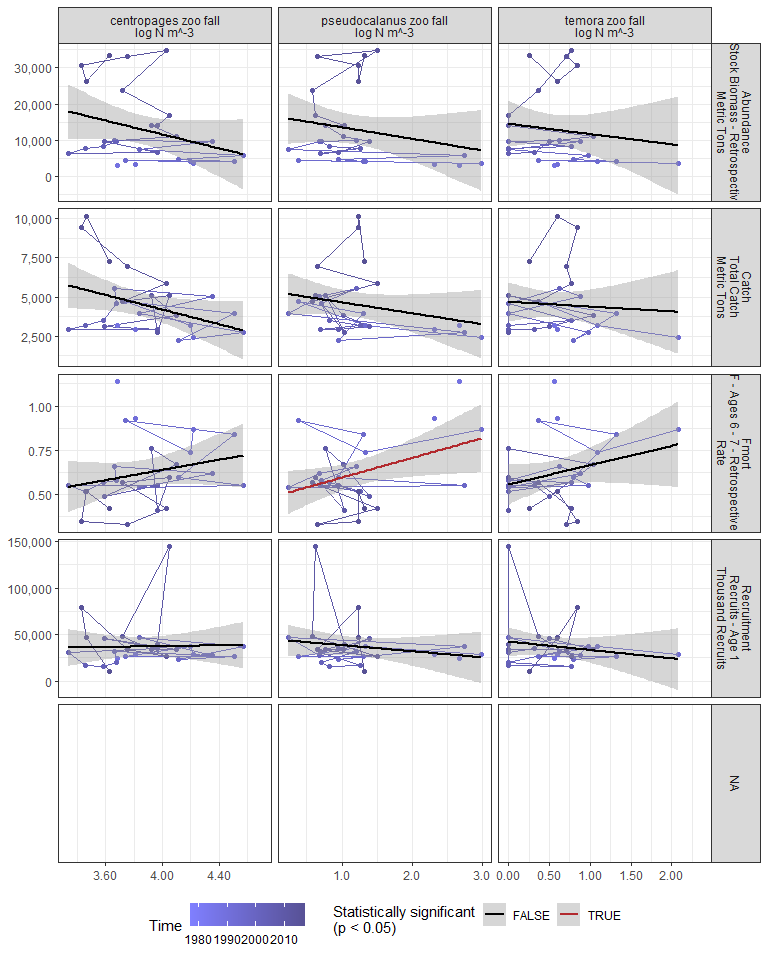 centropages zoo fall
log N m^-3
pseudocalanus zoo fall
log N m^-3
temora zoo fall
log N m^-3
30,000
20,000
10,000
0
Abundance
Stock Biomass - Retrospectiv
Metric Tons
10,000
7,500
5,000
2,500
Catch
Total Catch
Metric Tons
1.00
0.75
0.50
Fmort
F - Ages 6 - 7 - Retrospective
Rate
150,000
100,000
50,000
0
Recruitment
Recruits - Age 1
Thousand Recruits
NA
3.60 4.00 4.40
1.0 2.0 3.0
0.00 0.50 1.00 1.50 2.00
Time
1980 1990 2000 2010
Statistically significant
(p < 0.05)
FALSE
TRUE